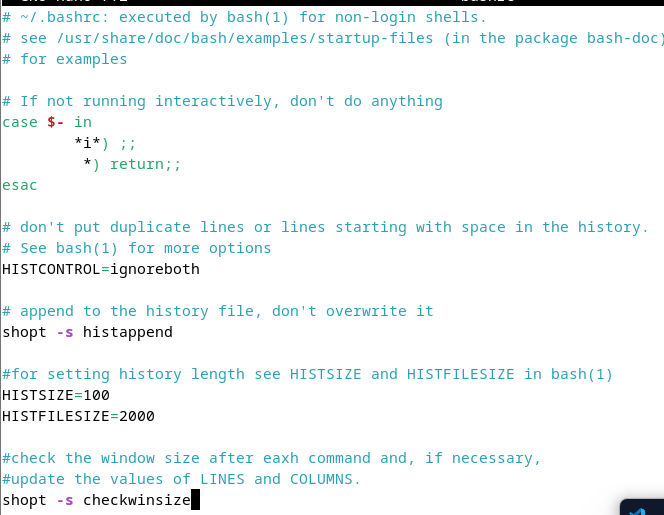 # ~/.bashrc: executed by bash(1) for non-login shells.
# see /usr/share/doc/bash/examples/startup-files (in the package bash-doc)
# for examples

# If not running interactively, don't do anything
case $- in
        *i*) ;;
         *) return;;
esac

# don't put duplicate lines or lines starting with space in the history.
# See bash(1) for more options
HISTCONTROL=ignoreboth

# append to the history file, don't overwrite it
shopt -s histappend

#for setting history length see HISTSIZE and HISTFILESIZE in bash(1)
HISTSIZE=100
HISTFILESIZE=2000

#check the window size after eaxh command and, if necessary,
#update the values of LINES and COLUMNS.
shopt -s checkwinsize